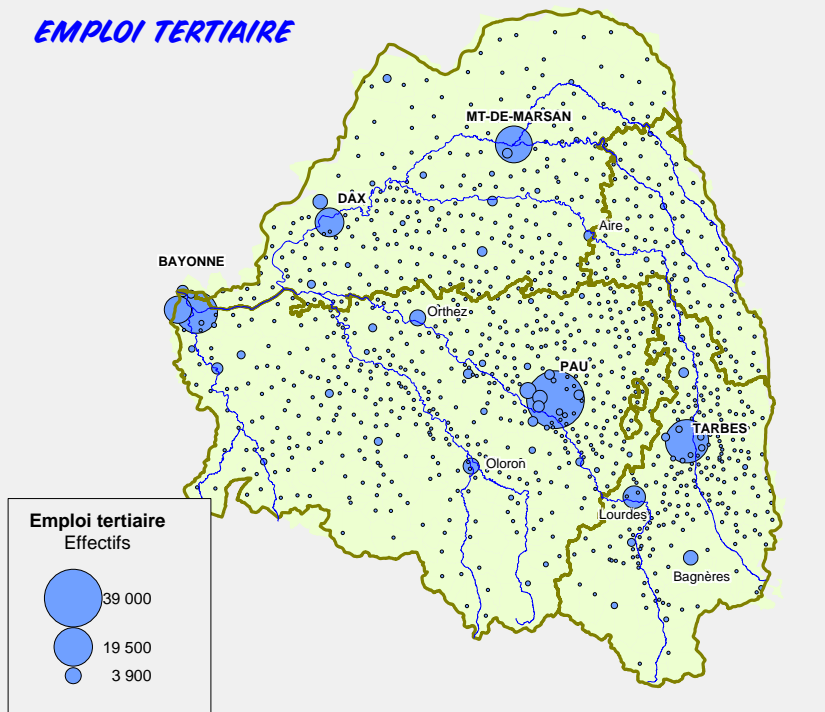 EMPLOI TERTIAIRE
MT-DE-MARSAN
DÂX
Aire
BAYONNE
Orthez
PAU
TARBES
Oloron
Lourdes
Bagnères
Emploi tertiaire
Effectifs
39 000
19 500
3 900